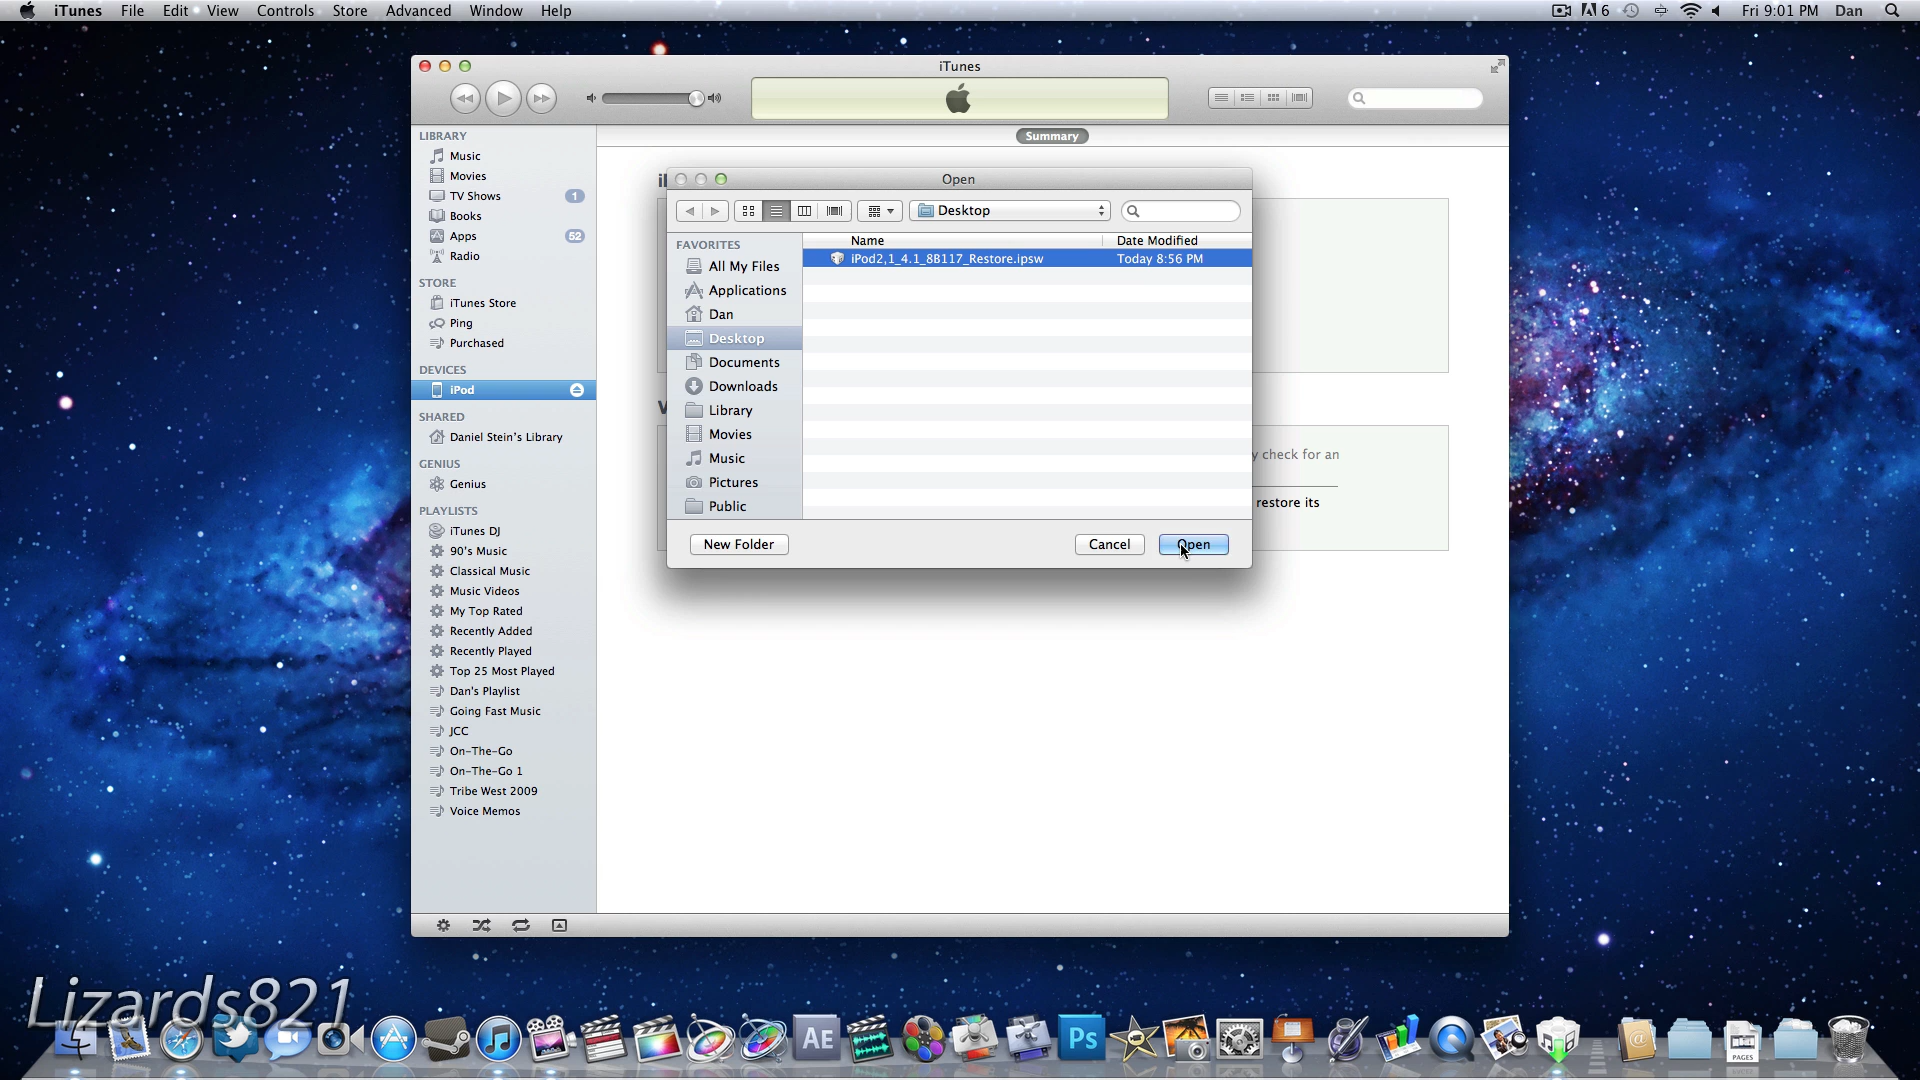 iTunes File Edit View Controls Store Advanced Window Help
6 Fri 9:01 PM Dan
iTunes
Summary
LIBRARY
Music
Movies
TV Shows 1
Books
Apps 52
Radio
STORE
iTunes Store
Ping
Purchased
DEVICES
iPod
SHARED
Daniel Stein's Library
GENIUS
Genius
PLAYLISTS
iTunes DJ
90's Music
Classical Music
Music Videos
My Top Rated
Recently Added
Recently Played
Top 25 Most Played
Dan's Playlist
Going Fast Music
JCC
On-The-Go
On-The-Go 1
Tribe West 2009
Voice Memos
Open
Desktop
FAVORITES
All My Files
Applications
Dan
Desktop
Documents
Downloads
Library
Movies
Music
Pictures
Public
Name Date Modified
iPod2,1_4.1_8B117_Restore.ipsw Today 8:56 PM
New Folder Cancel Open
check for an
restore its
Lizards821
AE
Ps
PAGES